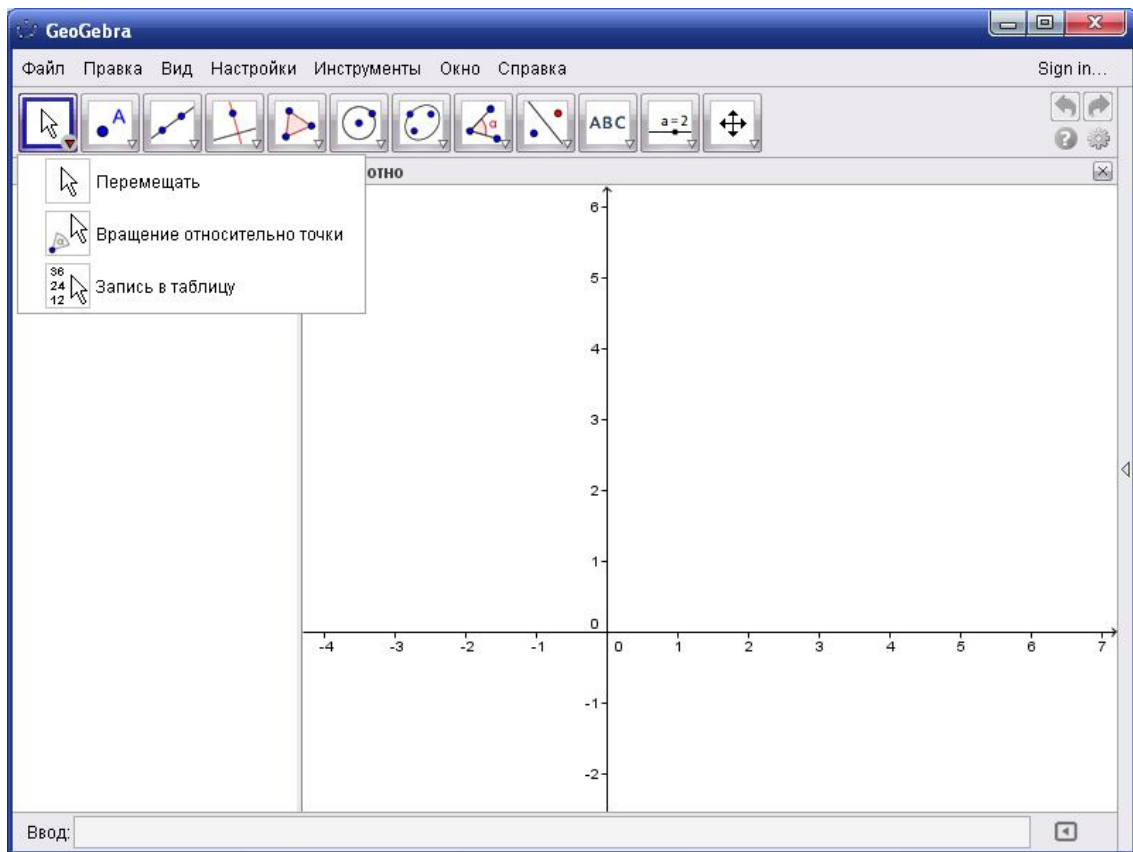 GeoGebra
Файл Правка Вид Настройки Инструменты Окно Справка Sign in...
A α ABC a=2
отно
Перемещать
α
Вращение относительно точки
36
24
12
Запись в таблицу
6
5
4
3
2
1
0
-4 -3 -2 -1 0 1 2 3 4 5 6 7
-1
-2
Ввод: